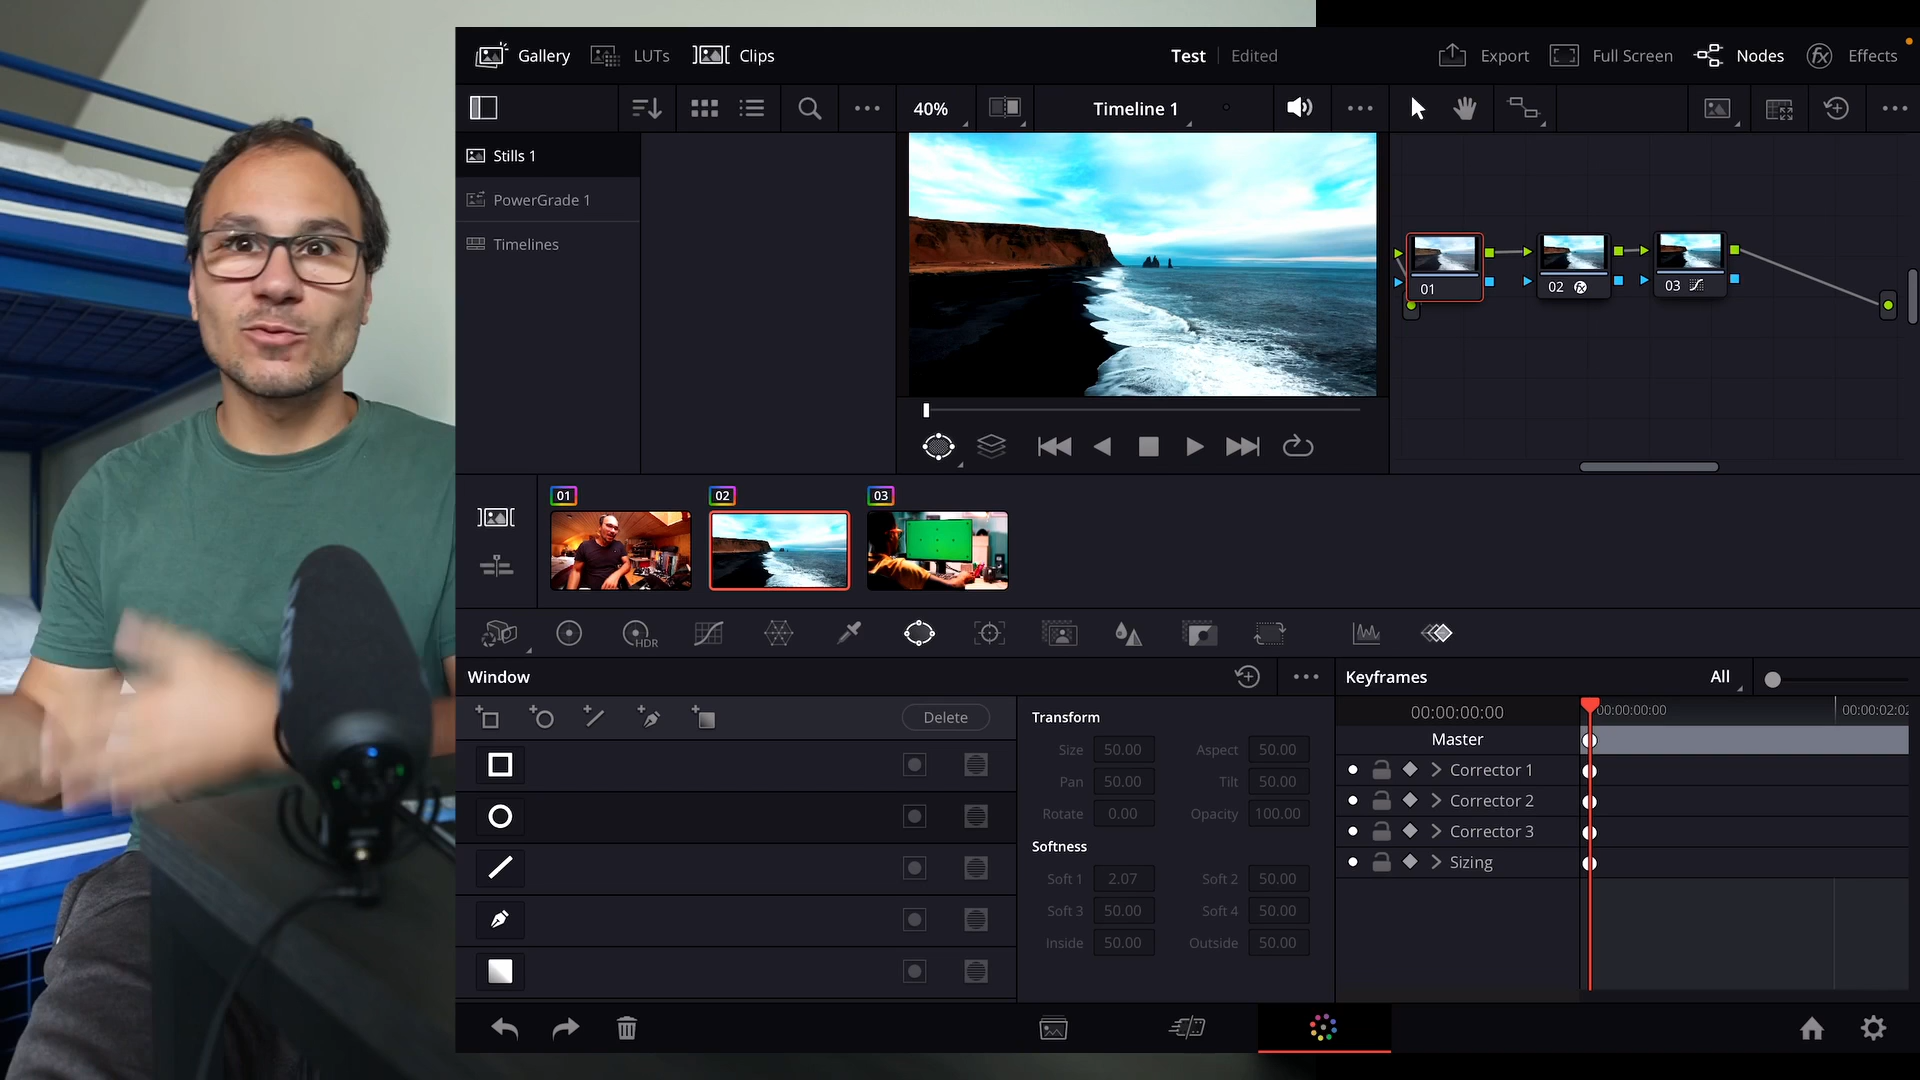 Gallery LUTs Clips Test Edited Export Full Screen Nodes Effects
40% Timeline 1
Stills 1
PowerGrade 1
Timelines
01 02 03
01 02 03
HDR
Window Keyframes All
Delete Transform 00:00:00:00 00:00:00:00 00:00:02:02
Size 50.00 Aspect 50.00 Master
Pan 50.00 Tilt 50.00 Corrector 1
Rotate 0.00 Opacity 100.00 Corrector 2
Softness Corrector 3
Soft 1 2.07 Soft 2 50.00 Sizing
Soft 3 50.00 Soft 4 50.00
Inside 50.00 Outside 50.00